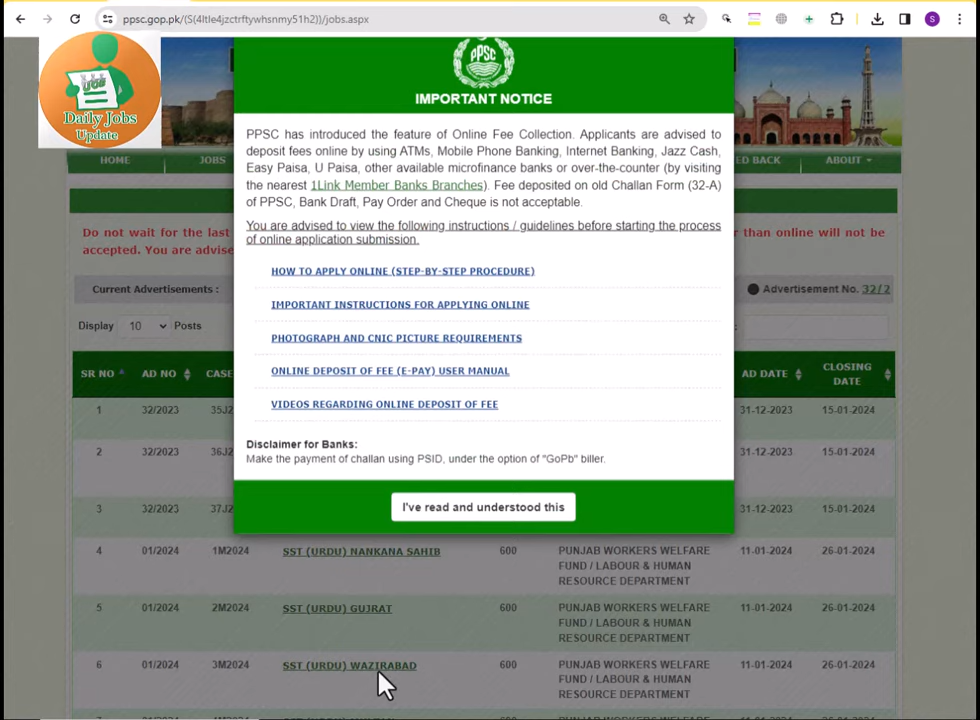 ppsc.gop.pk/(S(4ltle4jzctrftywhsnmy51h2))/jobs.aspx
S
JOB
Daily Jobs
Update
PPSC
IMPORTANT NOTICE
HOME
JOBS
ED BACK
ABOUT
PPSC has introduced the feature of Online Fee Collection. Applicants are advised to
deposit fees online by using ATMs, Mobile Phone Banking, Internet Banking, Jazz Cash,
Easy Paisa, U Paisa, other available microfinance banks or over-the-counter (by visiting
the nearest 1Link Member Banks Branches). Fee deposited on old Challan Form (32-A)
of PPSC, Bank Draft, Pay Order and Cheque is not acceptable.
You are advised to view the following instructions / guidelines before starting the process
of online application submission.
HOW TO APPLY ONLINE (STEP-BY-STEP PROCEDURE)
IMPORTANT INSTRUCTIONS FOR APPLYING ONLINE
PHOTOGRAPH AND CNIC PICTURE REQUIREMENTS
ONLINE DEPOSIT OF FEE (E-PAY) USER MANUAL
VIDEOS REGARDING ONLINE DEPOSIT OF FEE
Disclaimer for Banks:
Make the payment of challan using PSID, under the option of "GoPb" biller.
I've read and understood this
Do not wait for the last
r than online will not be
accepted. You are advise
Current Advertisements :
Advertisement No. 32/2
Display 10 Posts
:
SR NO AD NO CASE AD DATE CLOSING
DATE
1 32/2023 35J2 31-12-2023 15-01-2024
2 32/2023 36J2 31-12-2023 15-01-2024
3 32/2023 37J2 31-12-2023 15-01-2024
4 01/2024 1M2024 SST (URDU) NANKANA SAHIB 600 PUNJAB WORKERS WELFARE 11-01-2024 26-01-2024
FUND / LABOUR & HUMAN
RESOURCE DEPARTMENT
5 01/2024 2M2024 SST (URDU) GUJRAT 600 PUNJAB WORKERS WELFARE 11-01-2024 26-01-2024
FUND / LABOUR & HUMAN
RESOURCE DEPARTMENT
6 01/2024 3M2024 SST (URDU) WAZIRABAD 600 PUNJAB WORKERS WELFARE 11-01-2024 26-01-2024
FUND / LABOUR & HUMAN
RESOURCE DEPARTMENT